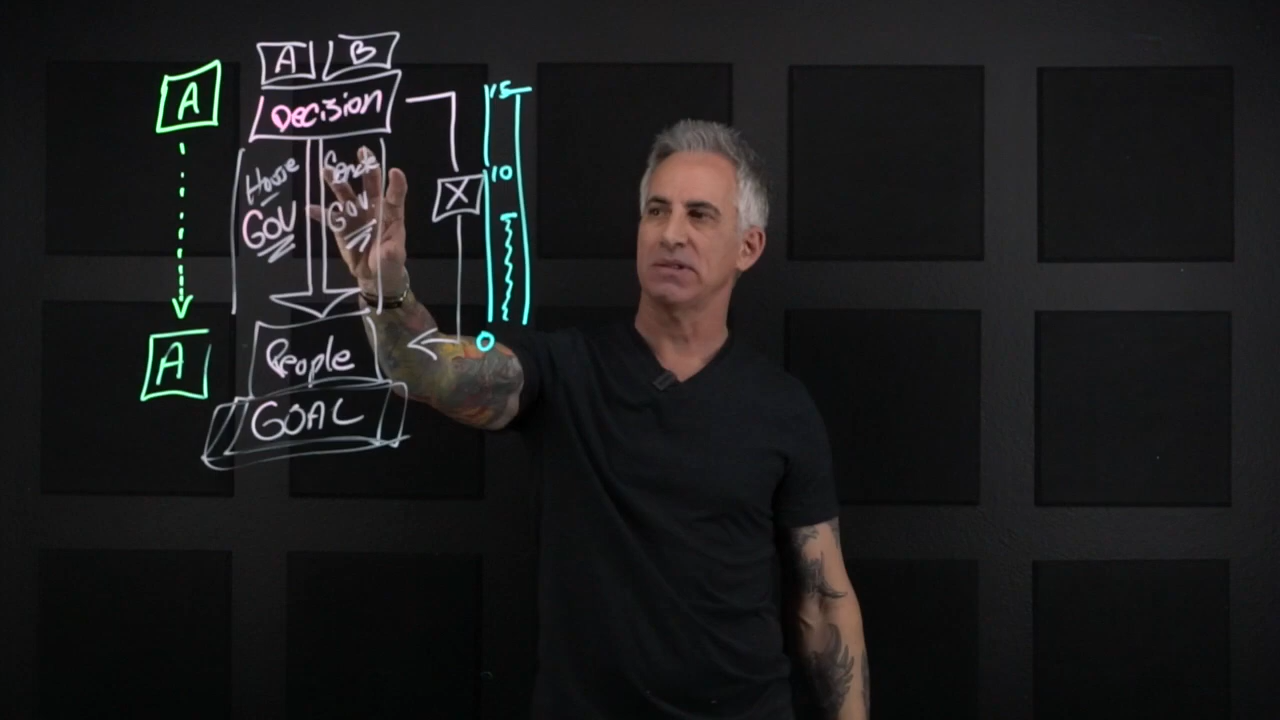 A B
A
Decision
15
House Senate
10
X
GOV GOV.
0
A
People
GOAL